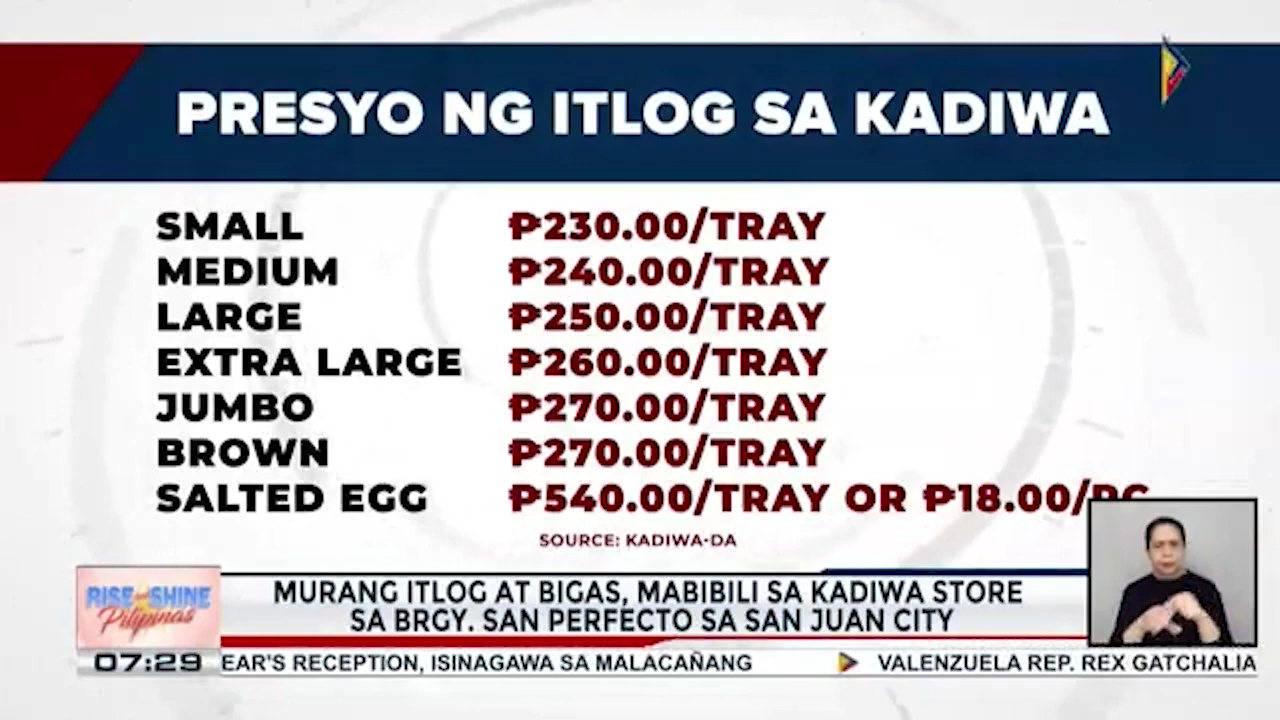 PRESYO NG ITLOG SA KADIWA
SMALL ₱230.00/TRAY
MEDIUM ₱240.00/TRAY
LARGE ₱250.00/TRAY
EXTRA LARGE ₱260.00/TRAY
JUMBO ₱270.00/TRAY
BROWN ₱270.00/TRAY
SALTED EGG ₱540.00/TRAY OR ₱18.00/PC
SOURCE: KADIWA-DA
RISE AND SHINE
Pilipinas
MURANG ITLOG AT BIGAS, MABIBILI SA KADIWA STORE
SA BRGY. SAN PERFECTO SA SAN JUAN CITY
07:29 EAR'S RECEPTION, ISINAGAWA SA MALACAÑANG VALENZUELA REP. REX GATCHALIA